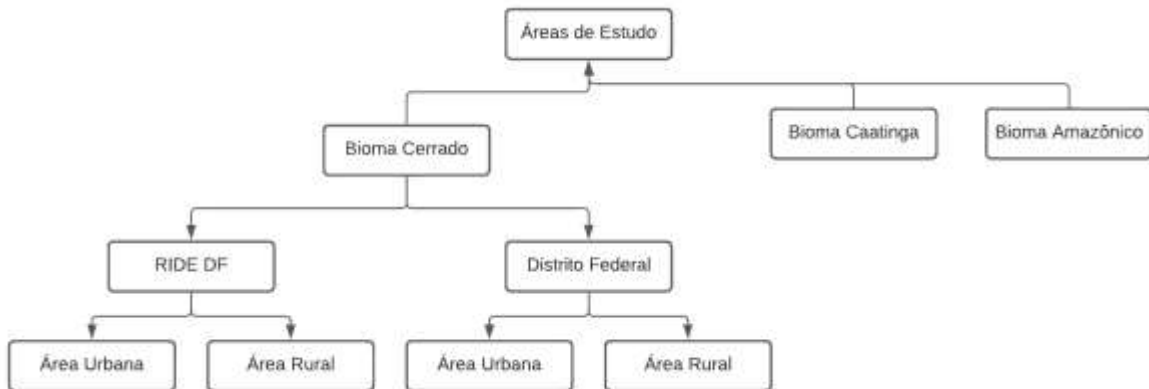 Áreas de Estudo
Bioma Cerrado
Bioma Caatinga
Bioma Amazônico
RIDE DF
Distrito Federal
Área Urbana
Área Rural
Área Urbana
Área Rural